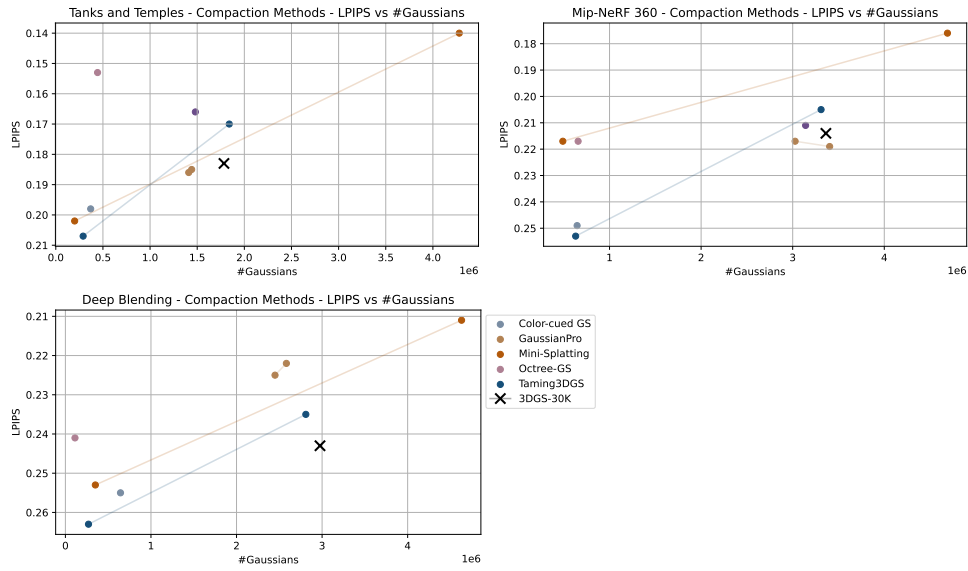 Tanks and Temples - Compaction Methods - LPIPS vs #Gaussians
0.14
0.15
0.16
0.17
0.18
0.19
0.20
0.21
LPIPS
0.0 0.5 1.0 1.5 2.0 2.5 3.0 3.5 4.0
1e6
#Gaussians
Mip-NeRF 360 - Compaction Methods - LPIPS vs #Gaussians
0.18
0.19
0.20
0.21
0.22
0.23
0.24
0.25
LPIPS
1 2 3 4
1e6
#Gaussians
Deep Blending - Compaction Methods - LPIPS vs #Gaussians
0.21
0.22
0.23
0.24
0.25
0.26
LPIPS
0 1 2 3 4
1e6
#Gaussians
Color-cued GS
GaussianPro
Mini-Splatting
Octree-GS
Taming3DGS
3DGS-30K